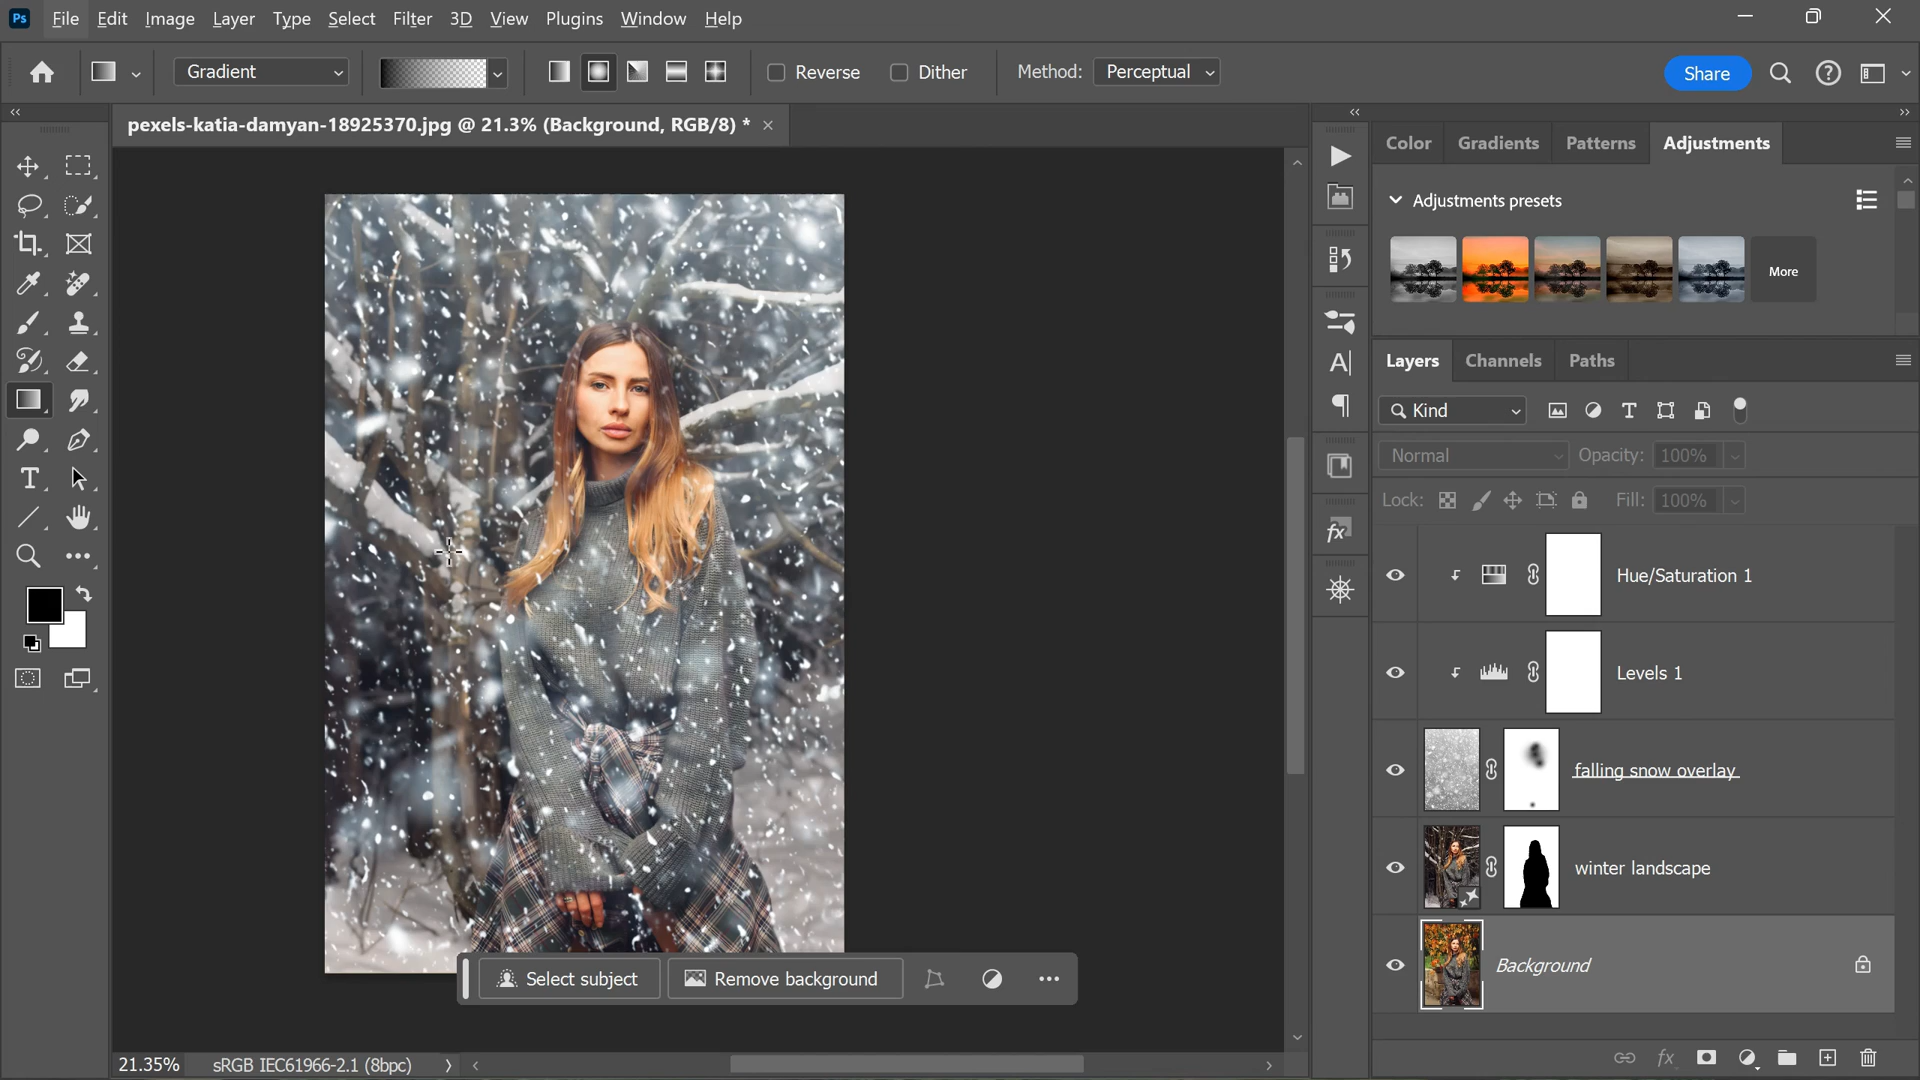 Ps File Edit Image Layer Type Select Filter 3D View Plugins Window Help
Gradient Reverse Dither Method: Perceptual Share
pexels-katia-damyan-18925370.jpg @ 21.3% (Background, RGB/8) *
Color Gradients Patterns Adjustments
Adjustments presets
More
Layers Channels Paths
Kind
Normal Opacity: 100%
Lock: Fill: 100%
Hue/Saturation 1
Levels 1
falling snow overlay
winter landscape
Background
Select subject Remove background
21.35% sRGB IEC61966-2.1 (8bpc)
fx